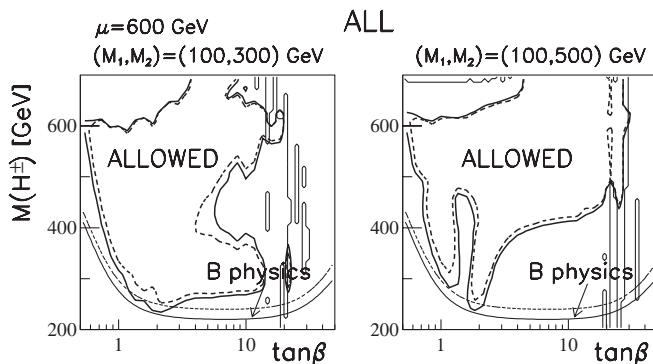 μ=600 GeV
ALL
(M₁,M₂)=(100,300) GeV
(M₁,M₂)=(100,500) GeV
M(H±) [GeV]
600
400
200
ALLOWED
B physics
1
10
tanβ
600
400
200
ALLOWED
B physics
1
10
tanβ